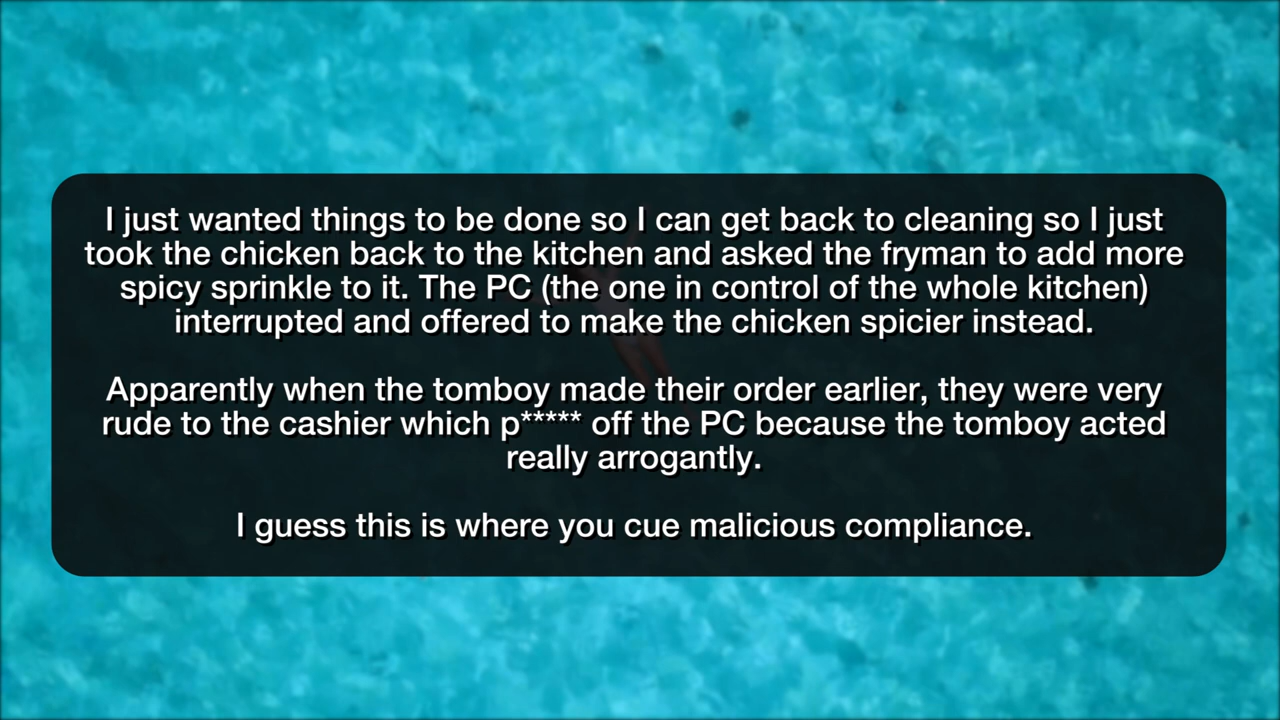 I just wanted things to be done so I can get back to cleaning so I just
took the chicken back to the kitchen and asked the fryman to add more
spicy sprinkle to it. The PC (the one in control of the whole kitchen)
interrupted and offered to make the chicken spicier instead.
Apparently when the tomboy made their order earlier, they were very
rude to the cashier which p***** off the PC because the tomboy acted
really arrogantly.
I guess this is where you cue malicious compliance.